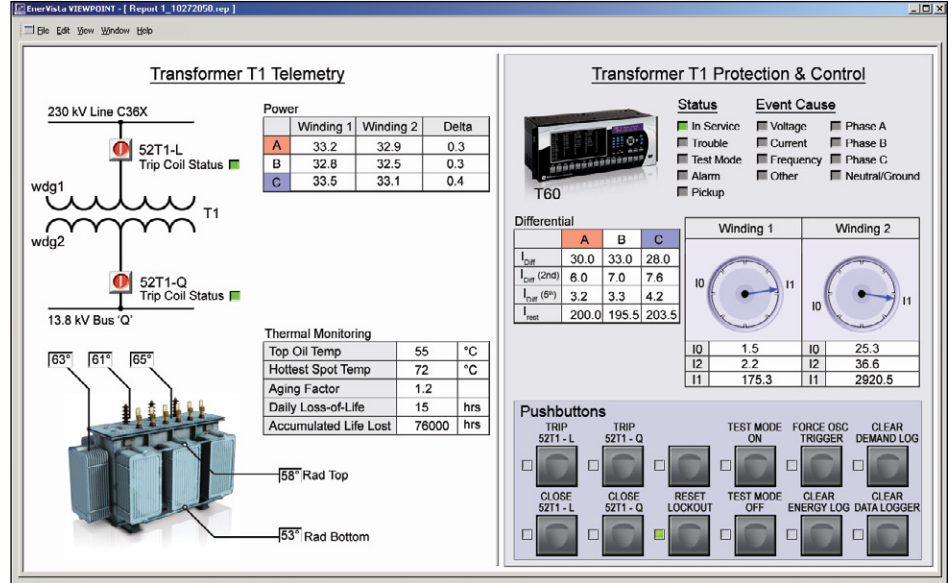 EnerVista VIEWPOINT - [ Report 1_10272050.rep ]
File Edit View Window Help
Transformer T1 Telemetry
230 kV Line C36X
52T1-L
Trip Coil Status
wdg1
T1
wdg2
52T1-Q
Trip Coil Status
13.8 kV Bus 'Q'
Power
Winding 1 Winding 2 Delta
A 33.2 32.9 0.3
B 32.8 32.5 0.3
C 33.5 33.1 0.4
63° 61° 65°
58° Rad Top
53° Rad Bottom
Thermal Monitoring
Top Oil Temp 55 °C
Hottest Spot Temp 72 °C
Aging Factor 1.2
Daily Loss-of-Life 15 hrs
Accumulated Life Lost 76000 hrs
Transformer T1 Protection & Control
T60
Status
In Service
Trouble
Test Mode
Alarm
Pickup
Event Cause
Voltage Phase A
Current Phase B
Frequency Phase C
Other Neutral/Ground
Differential
A B C
IDiff 30.0 33.0 28.0
IDiff (2nd) 6.0 7.0 7.6
IDiff (5th) 3.2 3.3 4.2
Irest 200.0 195.5 203.5
Winding 1 Winding 2
I0 I1 I0 I1
I0 1.5 I0 25.3
I2 2.2 I2 36.6
I1 175.3 I1 2920.5
Pushbuttons
TRIP 52T1 - L
TRIP 52T1 - Q
TEST MODE ON
FORCE OSC TRIGGER
CLEAR DEMAND LOG
CLOSE 52T1 - L
CLOSE 52T1 - Q
RESET LOCKOUT
TEST MODE OFF
CLEAR ENERGY LOG
CLEAR DATA LOGGER